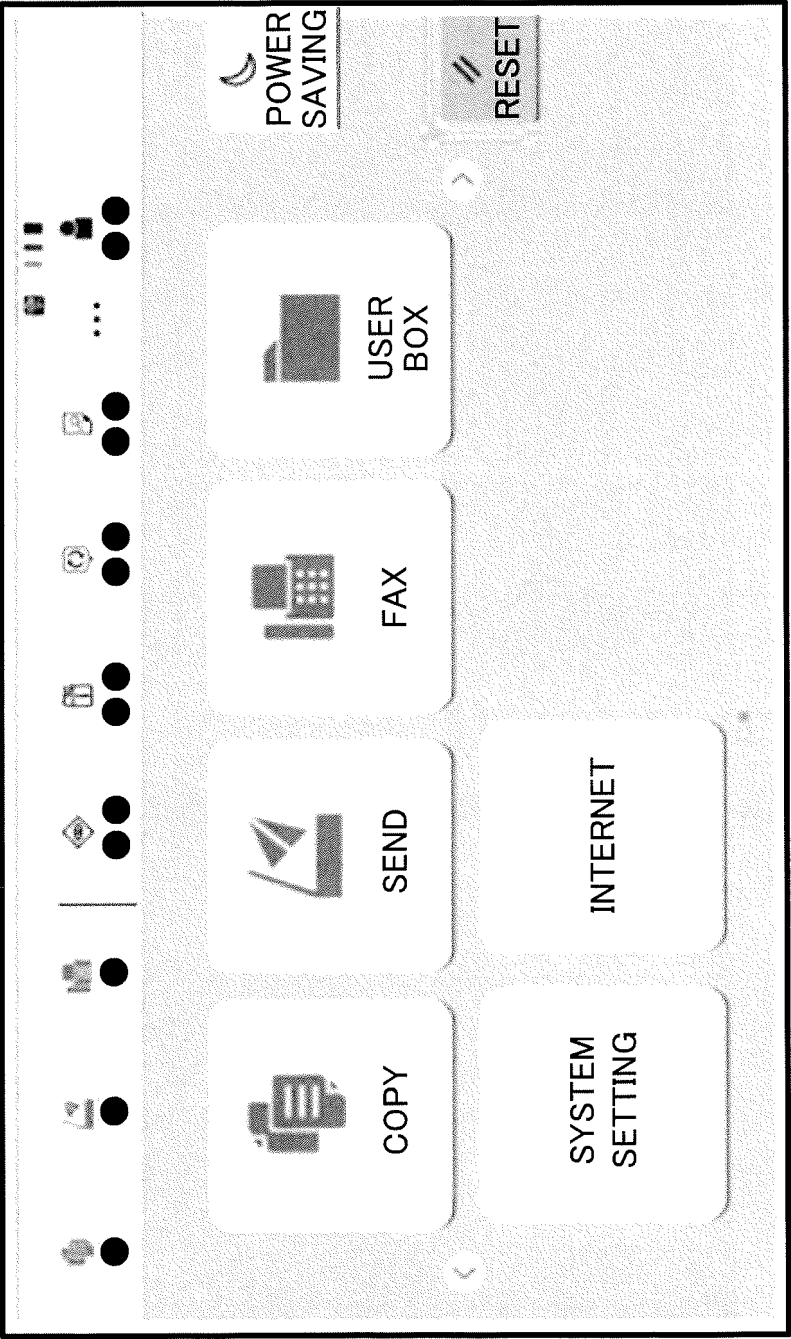 POWER
SAVING
RESET
COPY
SEND
FAX
USER
BOX
SYSTEM
SETTING
INTERNET